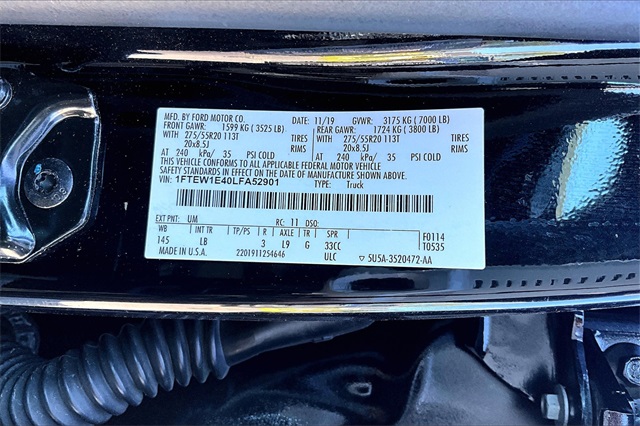 MFD. BY FORD MOTOR CO. DATE: 11/19 GVWR: 3175 KG ( 7000 LB)
FRONT GAWR: 1599 KG ( 3525 LB) REAR GAWR: 1724 KG ( 3800 LB)
WITH 275/55R20 113T TIRES WITH 275/55R20 113T TIRES
20x8.5J RIMS 20x8.5J RIMS
AT 240 kPa/ 35 PSI COLD AT 240 kPa/ 35 PSI COLD
THIS VEHICLE CONFORMS TO ALL APPLICABLE FEDERAL MOTOR VEHICLE
SAFETY STANDARDS IN EFFECT ON THE DATE OF MANUFACTURE SHOWN ABOVE.
VIN: 1FTEW1E40LFA52901 TYPE: Truck
EXT PNT: UM RC: 11 DSO: F0114
WB INT TR TP/PS R AXLE TR SPR T0535
145 LB 3 L9 G 33CC
MADE IN U.S.A. 2201911254646 ULC 5U5A-3520472-AA